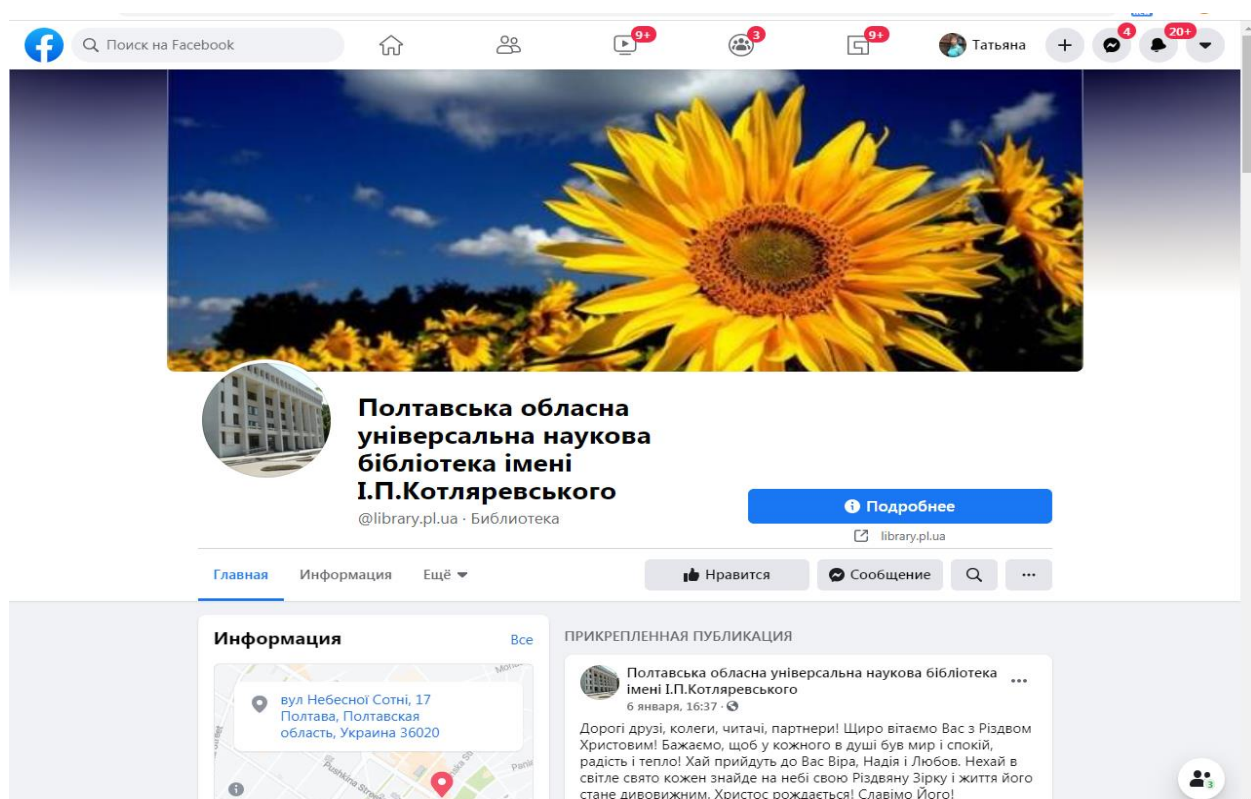 Поиск на Facebook
9+
3
9+
Татьяна
4
20+
Полтавська обласна
універсальна наукова
бібліотека імені
І.П.Котляревського
@library.pl.ua · Библиотека
Подробнее
library.pl.ua
Главная Информация Ещё
Нравится
Сообщение
Информация
Все
вул Небесної Сотні, 17
Полтава, Полтавская
область, Украина 36020
Pushkina Street
ПРИКРЕПЛЕННАЯ ПУБЛИКАЦИЯ
Полтавська обласна універсальна наукова бібліотека
імені І.П.Котляревського
6 января, 16:37 ·
Дорогі друзі, колеги, читачі, партнери! Щиро вітаємо Вас з Різдвом
Христовим! Бажаємо, щоб у кожного в душі був мир і спокій,
радість і тепло! Хай прийдуть до Вас Віра, Надія і Любов. Нехай в
світле свято кожен знайде на небі свою Різдвяну Зірку і життя його
стане дивовижним. Христос рождається! Славімо Його!
3